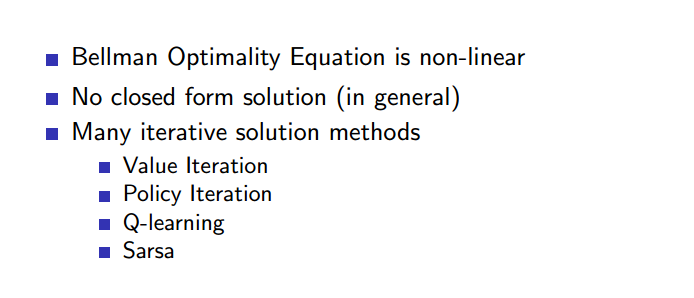 Bellman Optimality Equation is non-linear
No closed form solution (in general)
Many iterative solution methods
Value Iteration
Policy Iteration
Q-learning
Sarsa